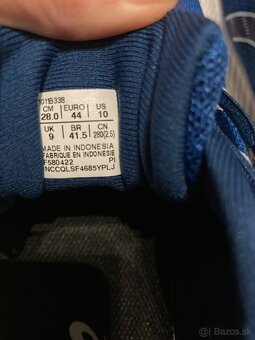 1011B338
CM EURO US
28.0 44 10
UK BR CN
9 41.5 280(2.5)
MADE IN INDONESIA
FABRIQUE EN INDONESIE
F580422 PI
NCCQLSF4685YPLJ
Bazos.sk